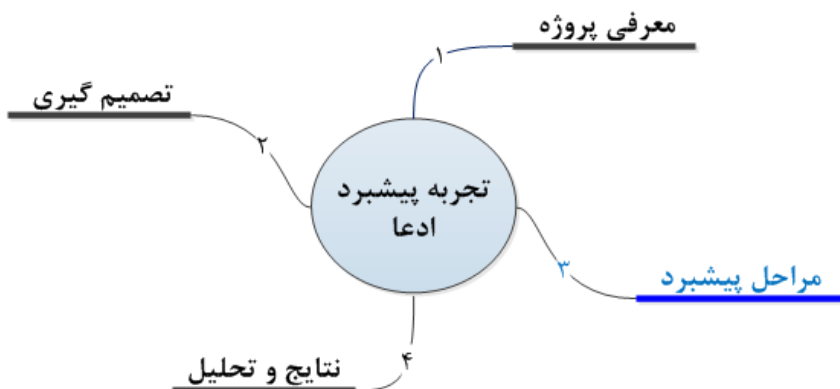 معرفی پروژه
۱
تصمیم گیری
۲
تجربه پیشبرد
ادعا
۳
مراحل پیشبرد
۴
نتایج و تحلیل